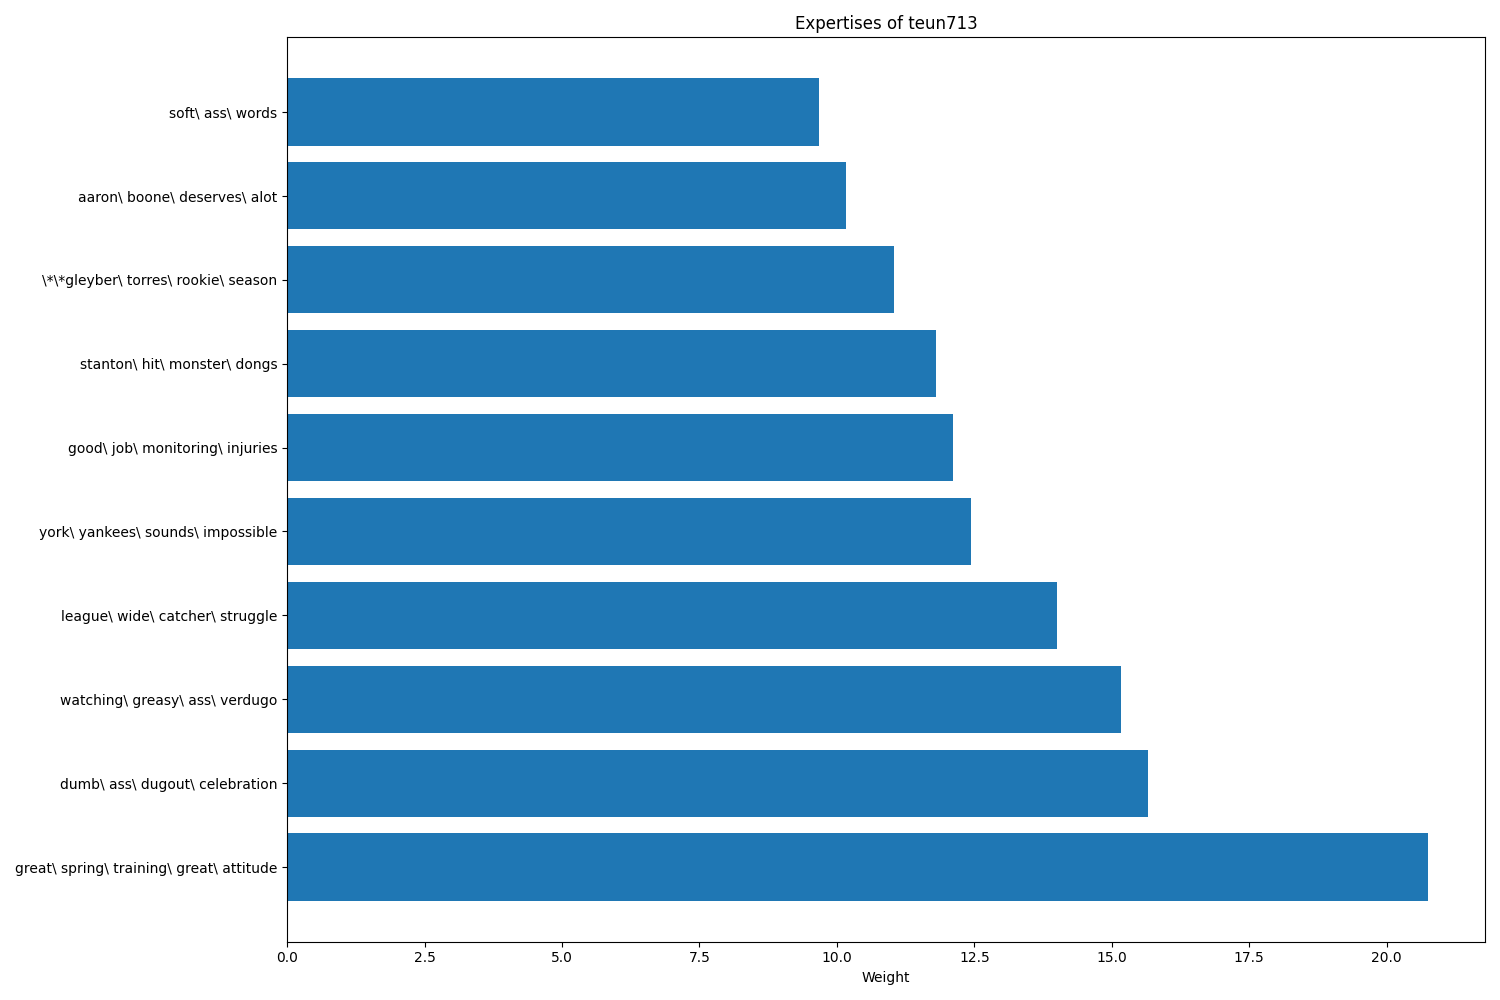 Expertises of teun713
soft\ ass\ words
aaron\ boone\ deserves\ alot
\*\*gleyber\ torres\ rookie\ season
stanton\ hit\ monster\ dongs
good\ job\ monitoring\ injuries
york\ yankees\ sounds\ impossible
league\ wide\ catcher\ struggle
watching\ greasy\ ass\ verdugo
dumb\ ass\ dugout\ celebration
great\ spring\ training\ great\ attitude
0.0 2.5 5.0 7.5 10.0 12.5 15.0 17.5 20.0
Weight